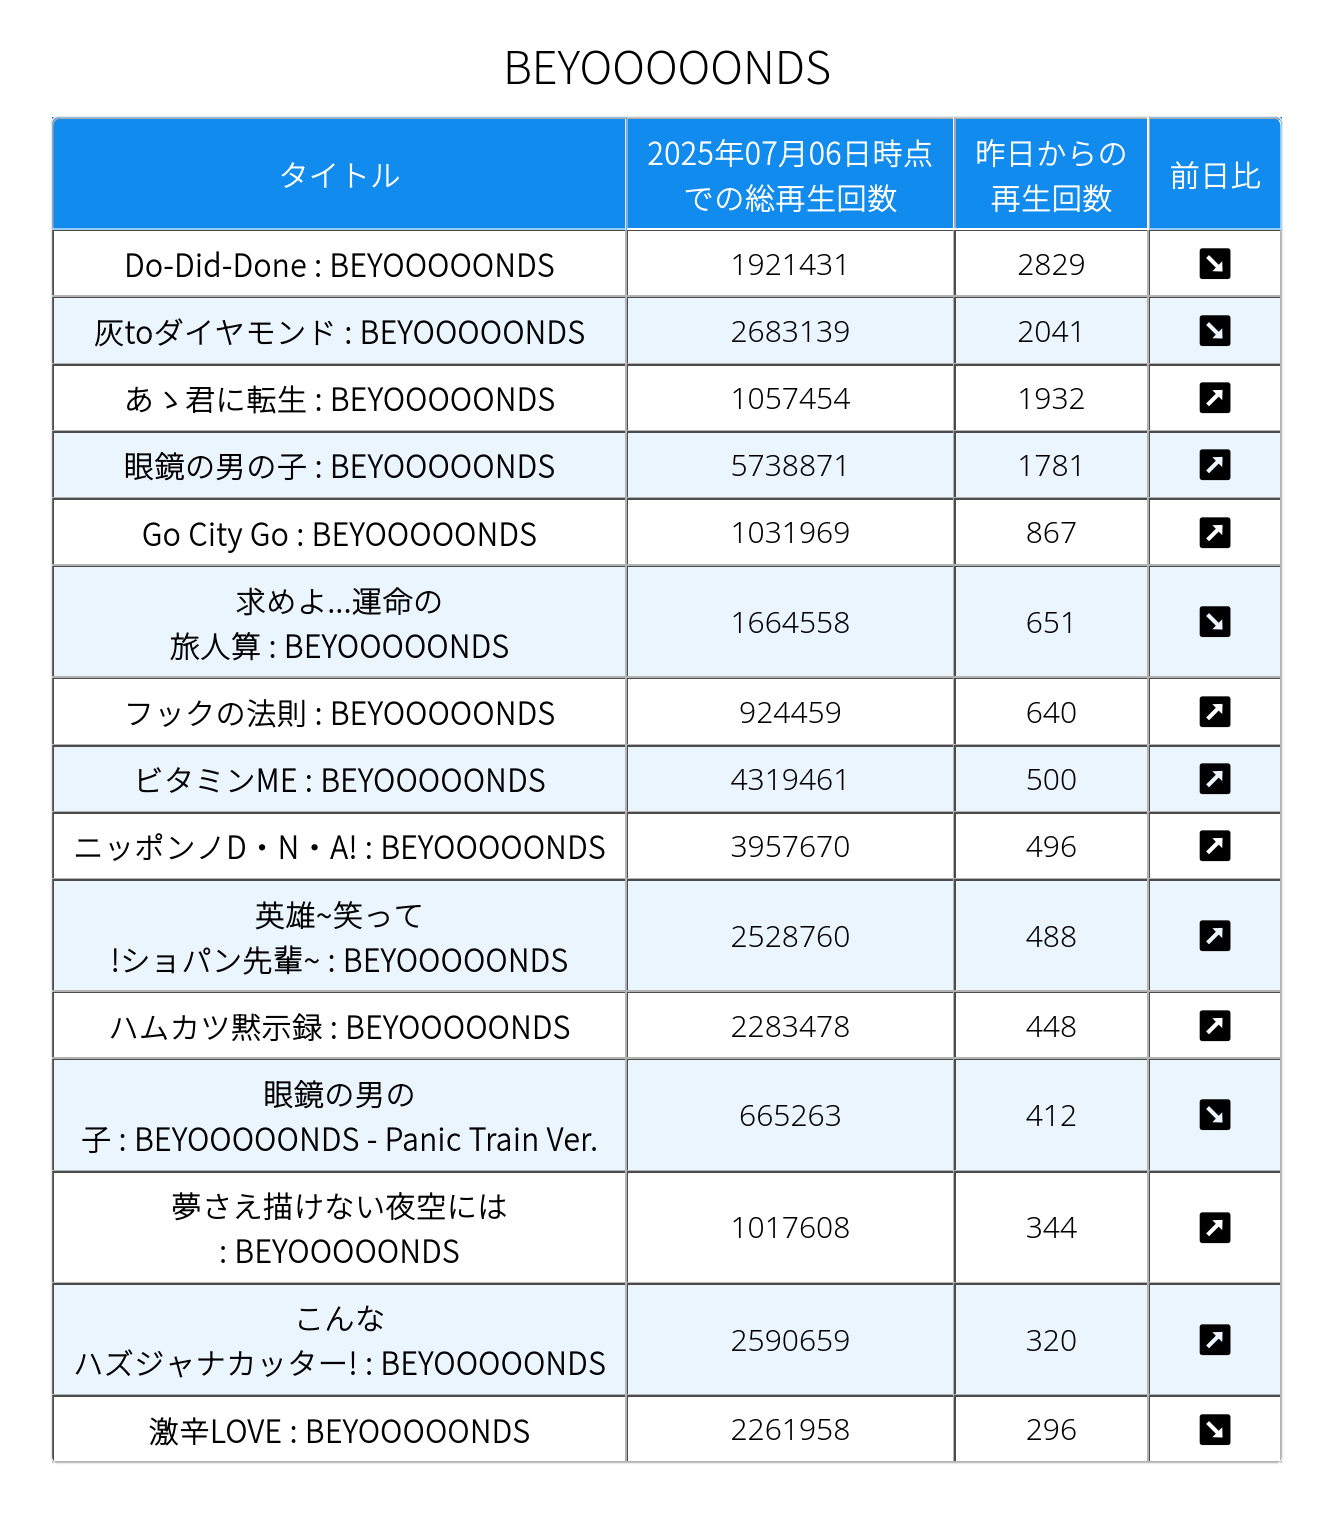 BEYOOOOONDS
タイトル
2025年07月06日時点
での総再生回数
昨日からの
再生回数
前日比
Do-Did-Done : BEYOOOOONDS
1921431
2829
灰toダイヤモンド : BEYOOOOONDS
2683139
2041
あゝ君に転生 : BEYOOOOONDS
1057454
1932
眼鏡の男の子 : BEYOOOOONDS
5738871
1781
Go City Go : BEYOOOOONDS
1031969
867
求めよ...運命の
旅人算 : BEYOOOOONDS
1664558
651
フックの法則 : BEYOOOOONDS
924459
640
ビタミンME : BEYOOOOONDS
4319461
500
ニッポンノD・N・A! : BEYOOOOONDS
3957670
496
英雄~笑って
!ショパン先輩~ : BEYOOOOONDS
2528760
488
ハムカツ黙示録 : BEYOOOOONDS
2283478
448
眼鏡の男の
子 : BEYOOOOONDS - Panic Train Ver.
665263
412
夢さえ描けない夜空には
: BEYOOOOONDS
1017608
344
こんな
ハズジャナカッター! : BEYOOOOONDS
2590659
320
激辛LOVE : BEYOOOOONDS
2261958
296